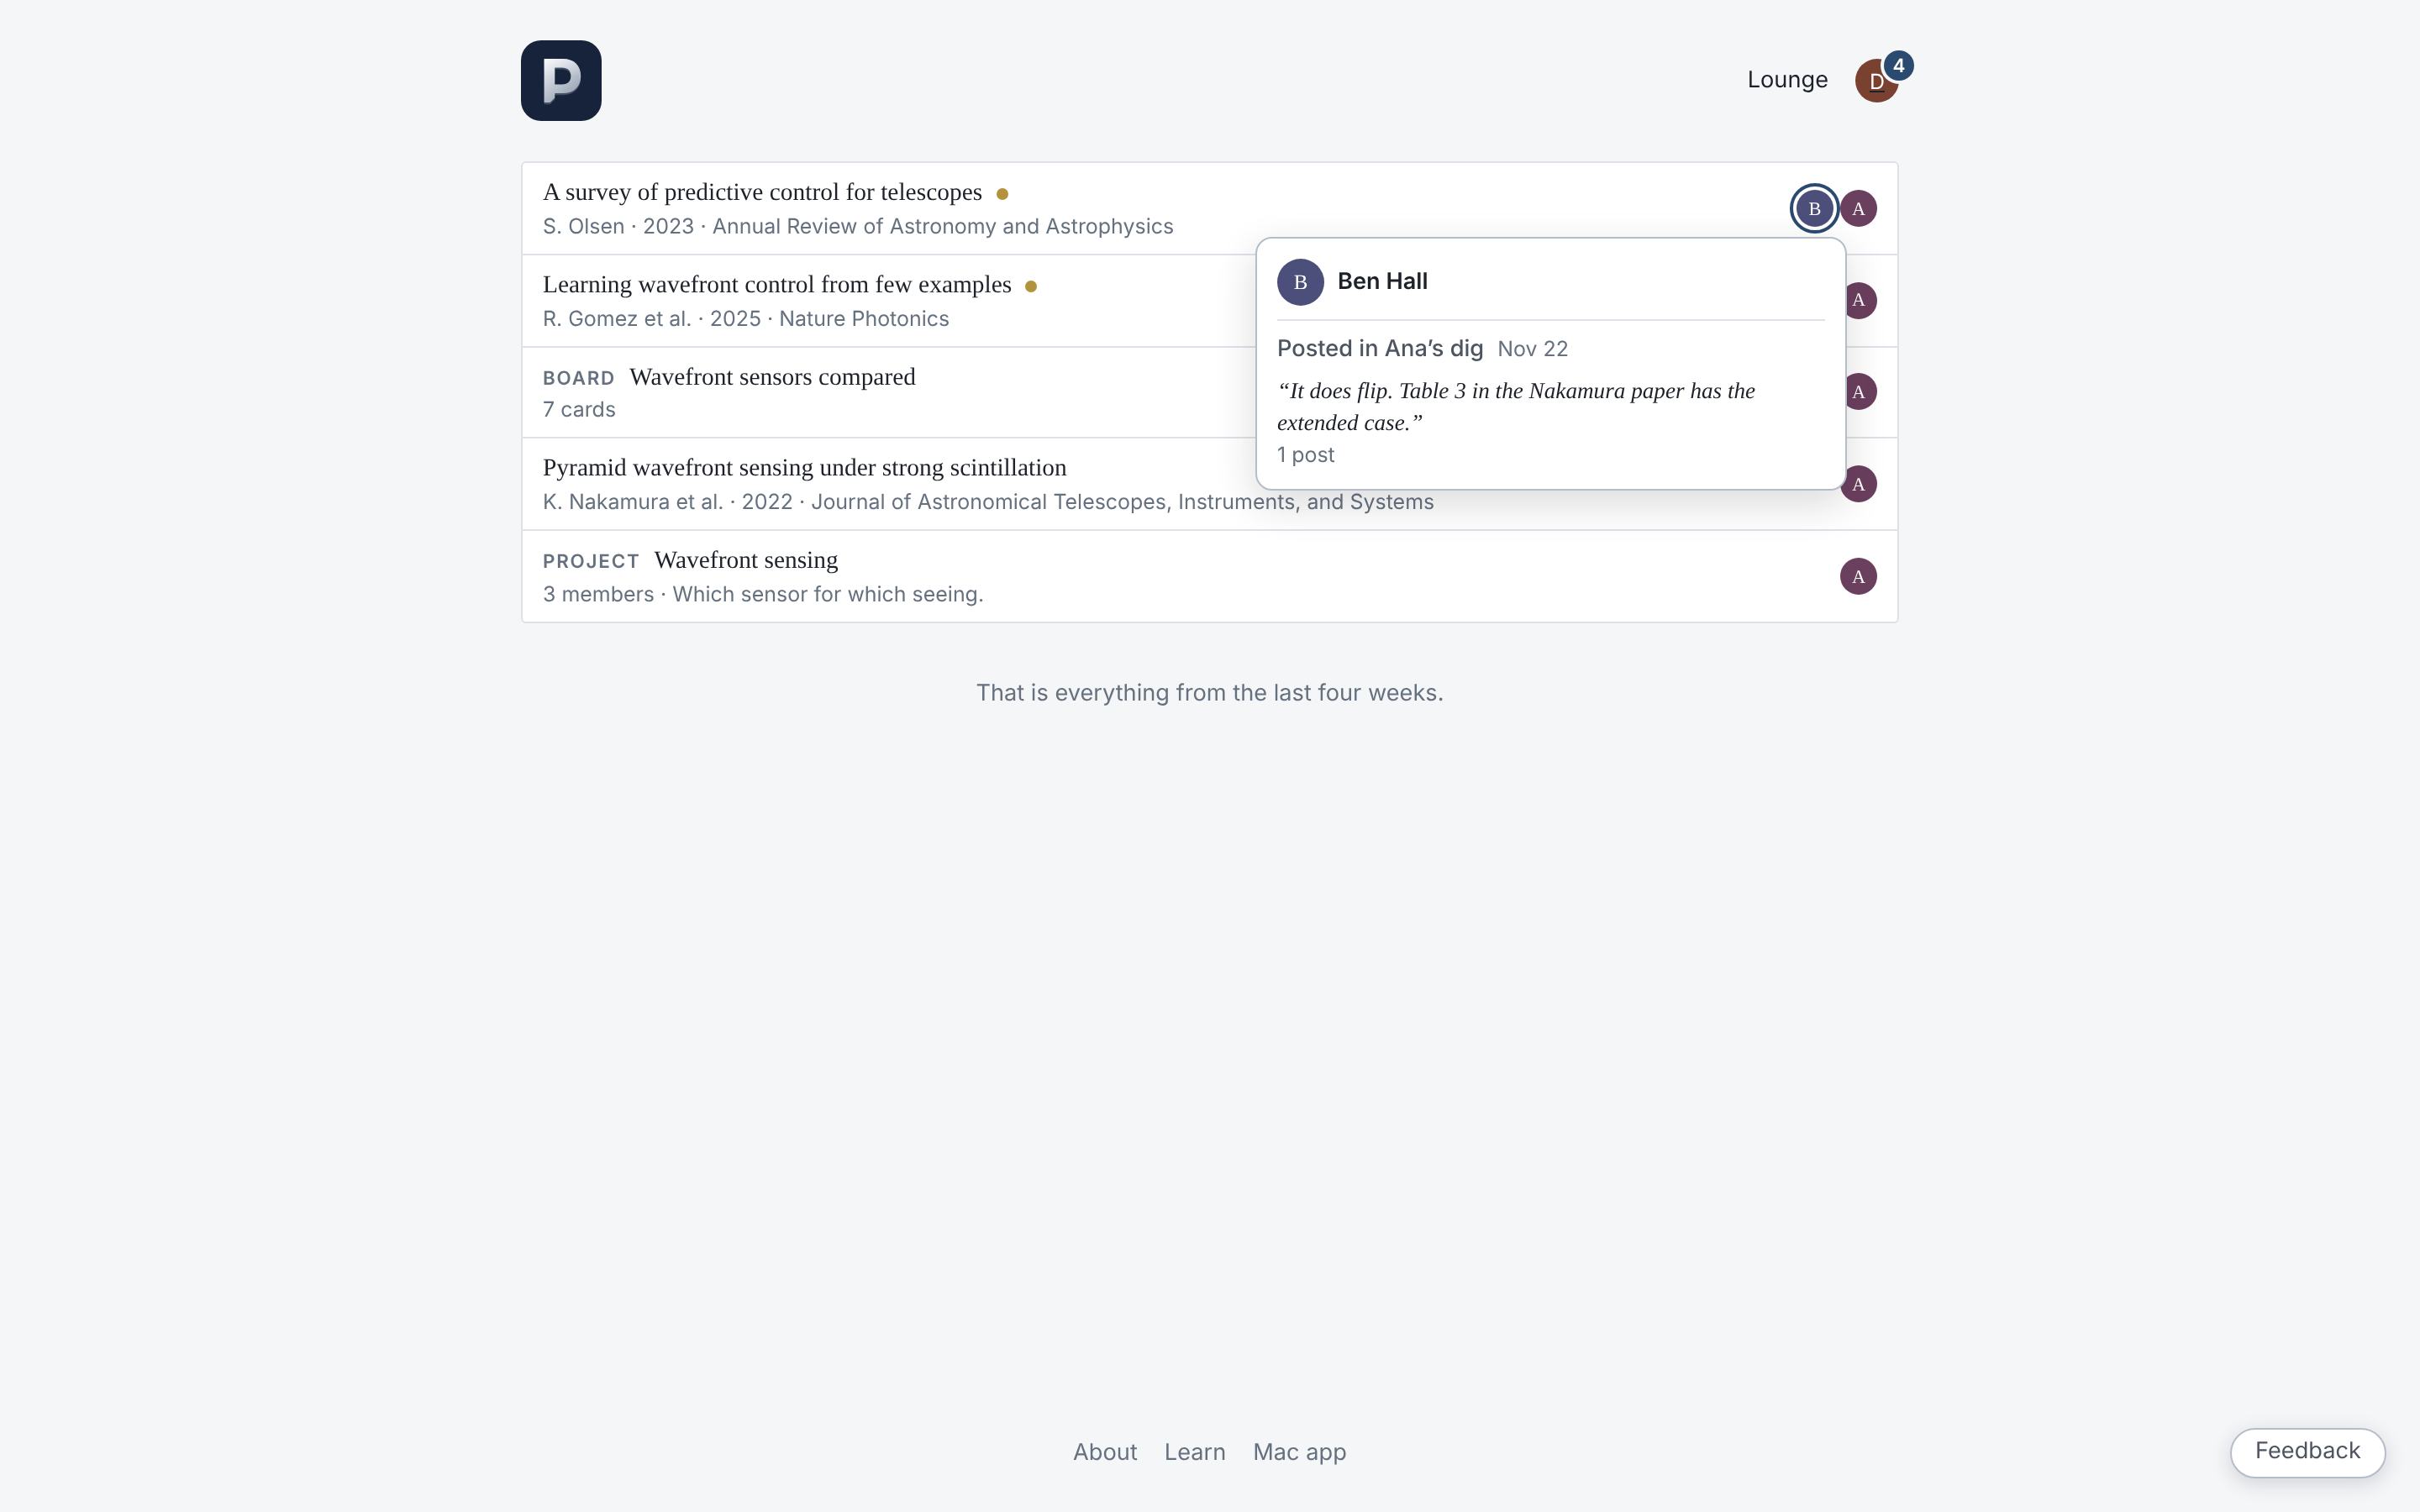 P
Lounge
D
4
A survey of predictive control for telescopes
S. Olsen · 2023 · Annual Review of Astronomy and Astrophysics
B
A
Learning wavefront control from few examples
R. Gomez et al. · 2025 · Nature Photonics
A
B
Ben Hall
Posted in Ana’s dig Nov 22
“It does flip. Table 3 in the Nakamura paper has the
extended case.”
1 post
BOARD Wavefront sensors compared
7 cards
A
Pyramid wavefront sensing under strong scintillation
K. Nakamura et al. · 2022 · Journal of Astronomical Telescopes, Instruments, and Systems
A
PROJECT Wavefront sensing
3 members · Which sensor for which seeing.
A
That is everything from the last four weeks.
About Learn Mac app
Feedback